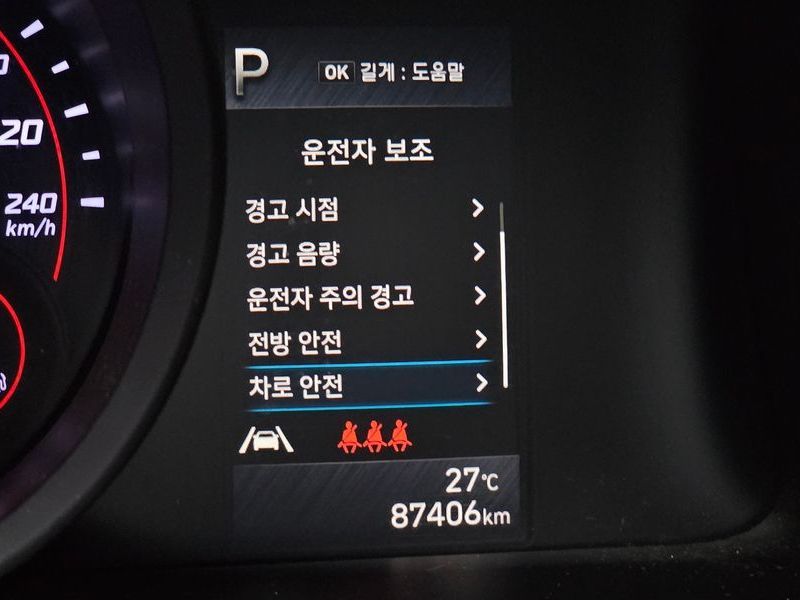 20
240
km/h
P
OK 길게 : 도움말
운전자 보조
경고 시점
경고 음량
운전자 주의 경고
전방 안전
차로 안전
27°C
87406km